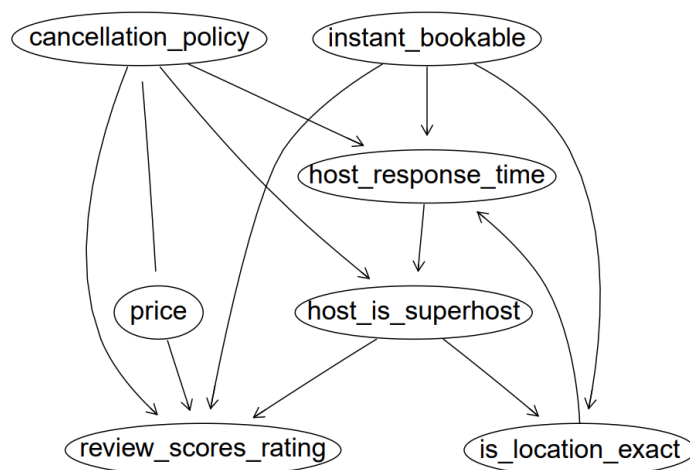 cancellation_policy
instant_bookable
host_response_time
price
host_is_superhost
review_scores_rating
is_location_exact